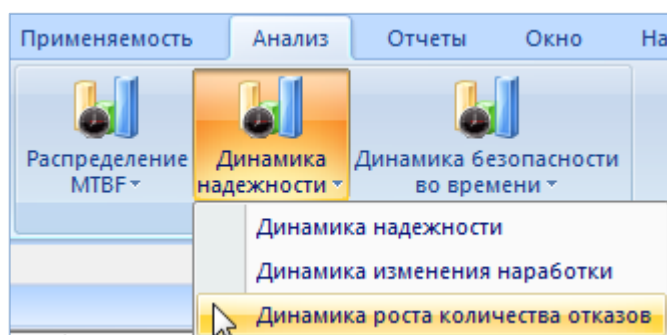 Применяемость Анализ Отчеты Окно На
Распределение MTBF
Динамика надежности
Динамика безопасности во времени
Динамика надежности
Динамика изменения наработки
Динамика роста количества отказов